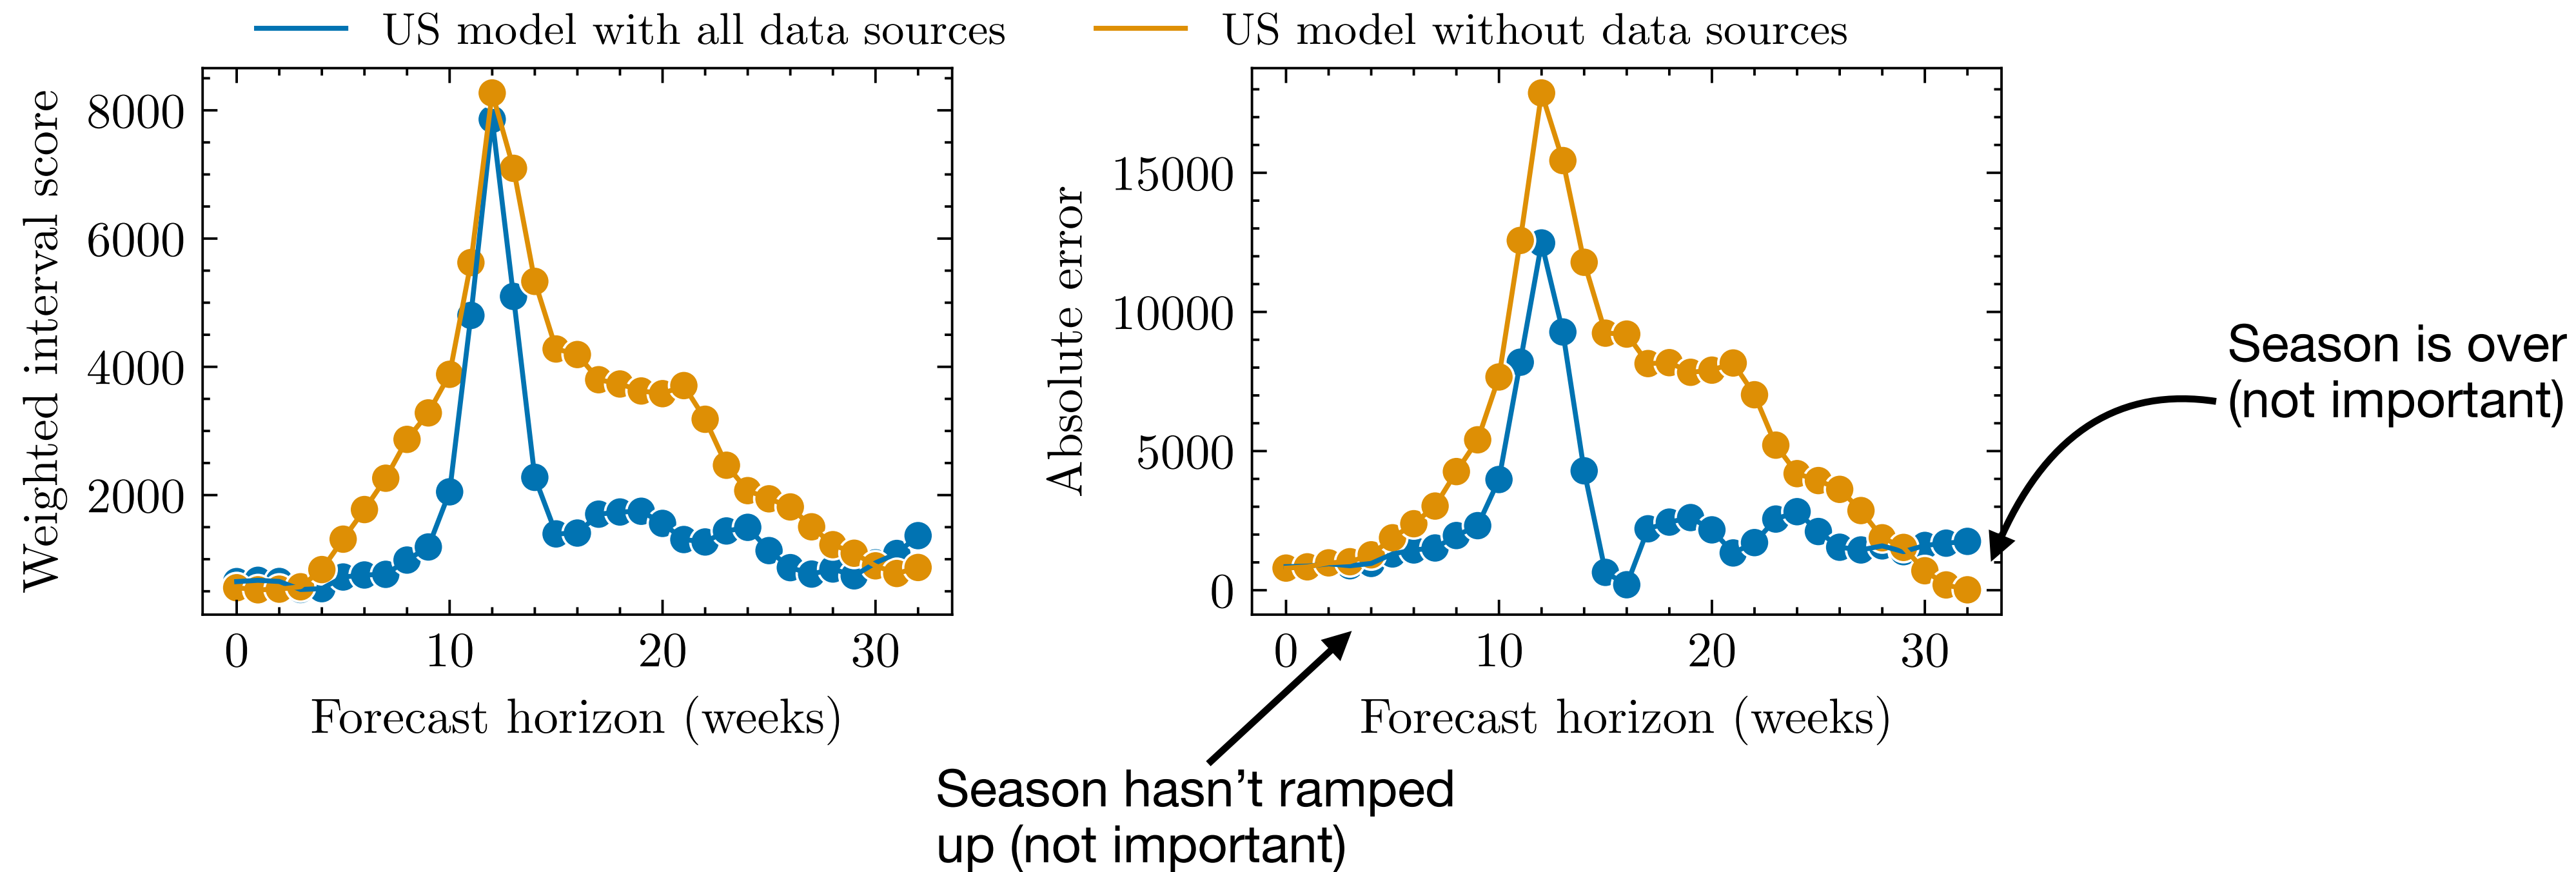 US model with all data sources
US model without data sources
Weighted interval score
8000
6000
4000
2000
0
10
20
30
Forecast horizon (weeks)
Absolute error
15000
10000
5000
0
0
10
20
30
Forecast horizon (weeks)
Season is over
(not important)
Season hasn’t ramped
up (not important)